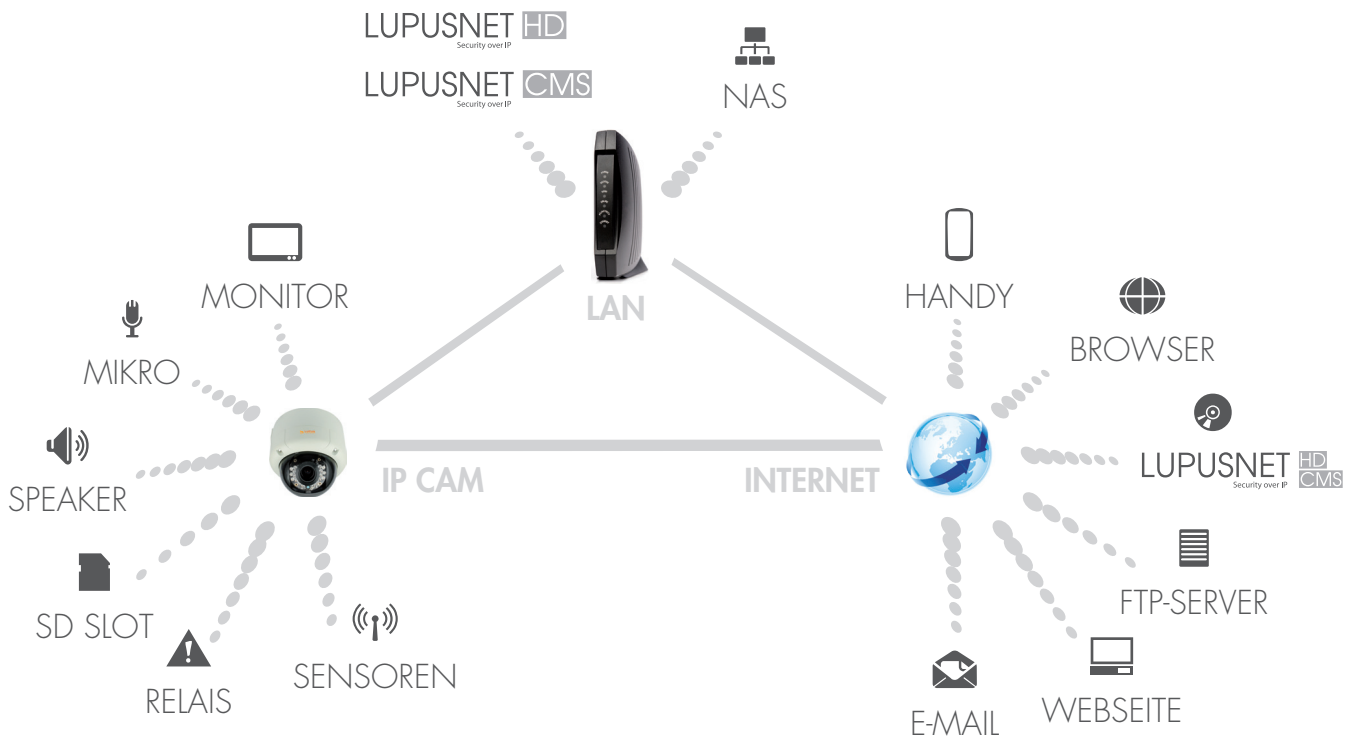 LUPUSNET HD
Security over IP
LUPUSNET CMS
Security over IP
NAS
LAN
MONITOR
MIKRO
SPEAKER
SD SLOT
RELAIS
SENSOREN
IP CAM
INTERNET
HANDY
BROWSER
LUPUSNET HD CMS
Security over IP
FTP-SERVER
WEBSEITE
E-MAIL